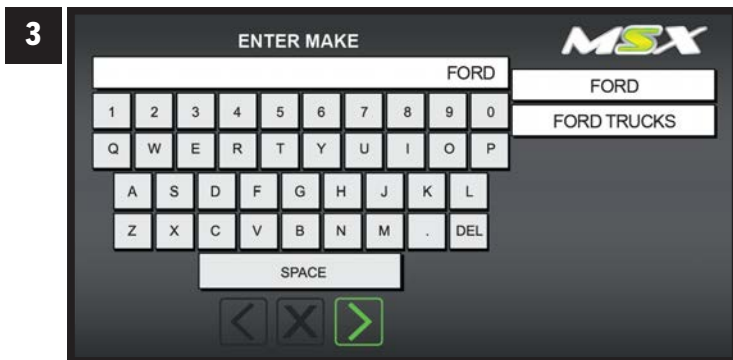 3
ENTER MAKE
MSX
FORD
FORD
FORD TRUCKS
1 2 3 4 5 6 7 8 9 0
Q W E R T Y U I O P
A S D F G H J K L
Z X C V B N M . DEL
SPACE